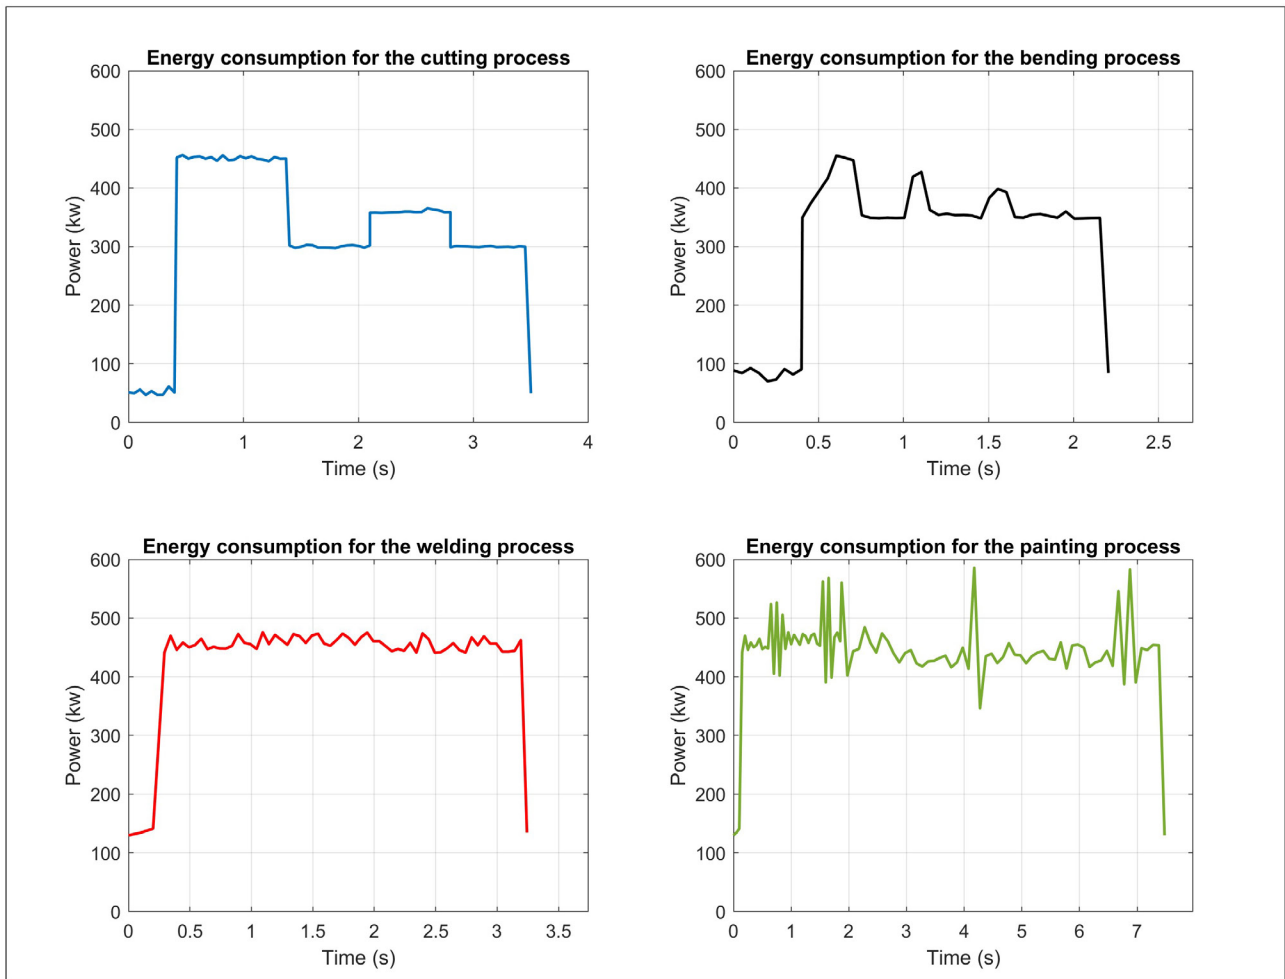 Energy consumption for the cutting process
600
500
400
300
200
100
0
Power (kw)
0 1 2 3 4
Time (s)
Energy consumption for the bending process
600
500
400
300
200
100
0
Power (kw)
0 0.5 1 1.5 2 2.5
Time (s)
Energy consumption for the welding process
600
500
400
300
200
100
0
Power (kw)
0 0.5 1 1.5 2 2.5 3 3.5
Time (s)
Energy consumption for the painting process
600
500
400
300
200
100
0
Power (kw)
0 1 2 3 4 5 6 7
Time (s)